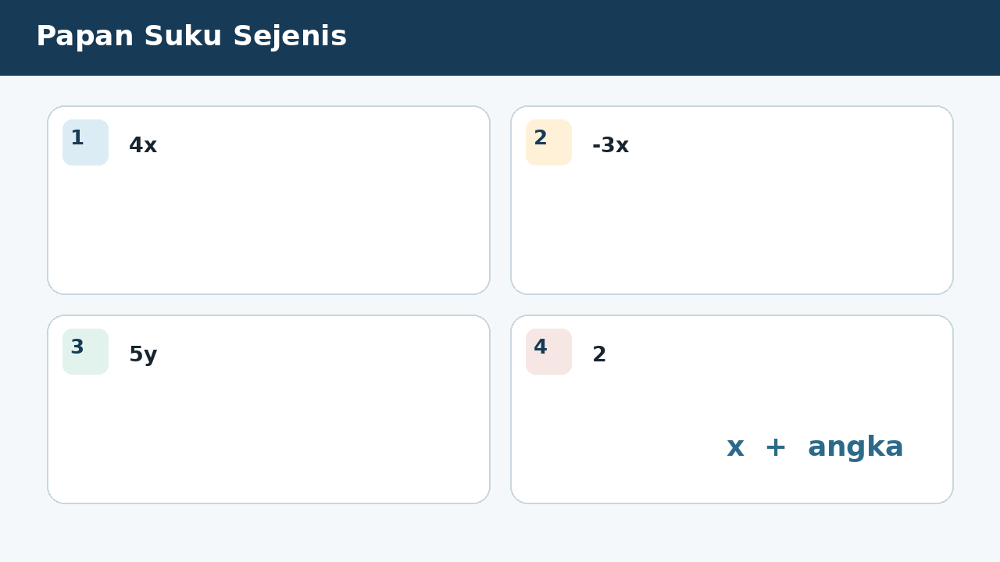 Papan Suku Sejenis
1 4x
2 -3x
3 5y
4 2
x + angka